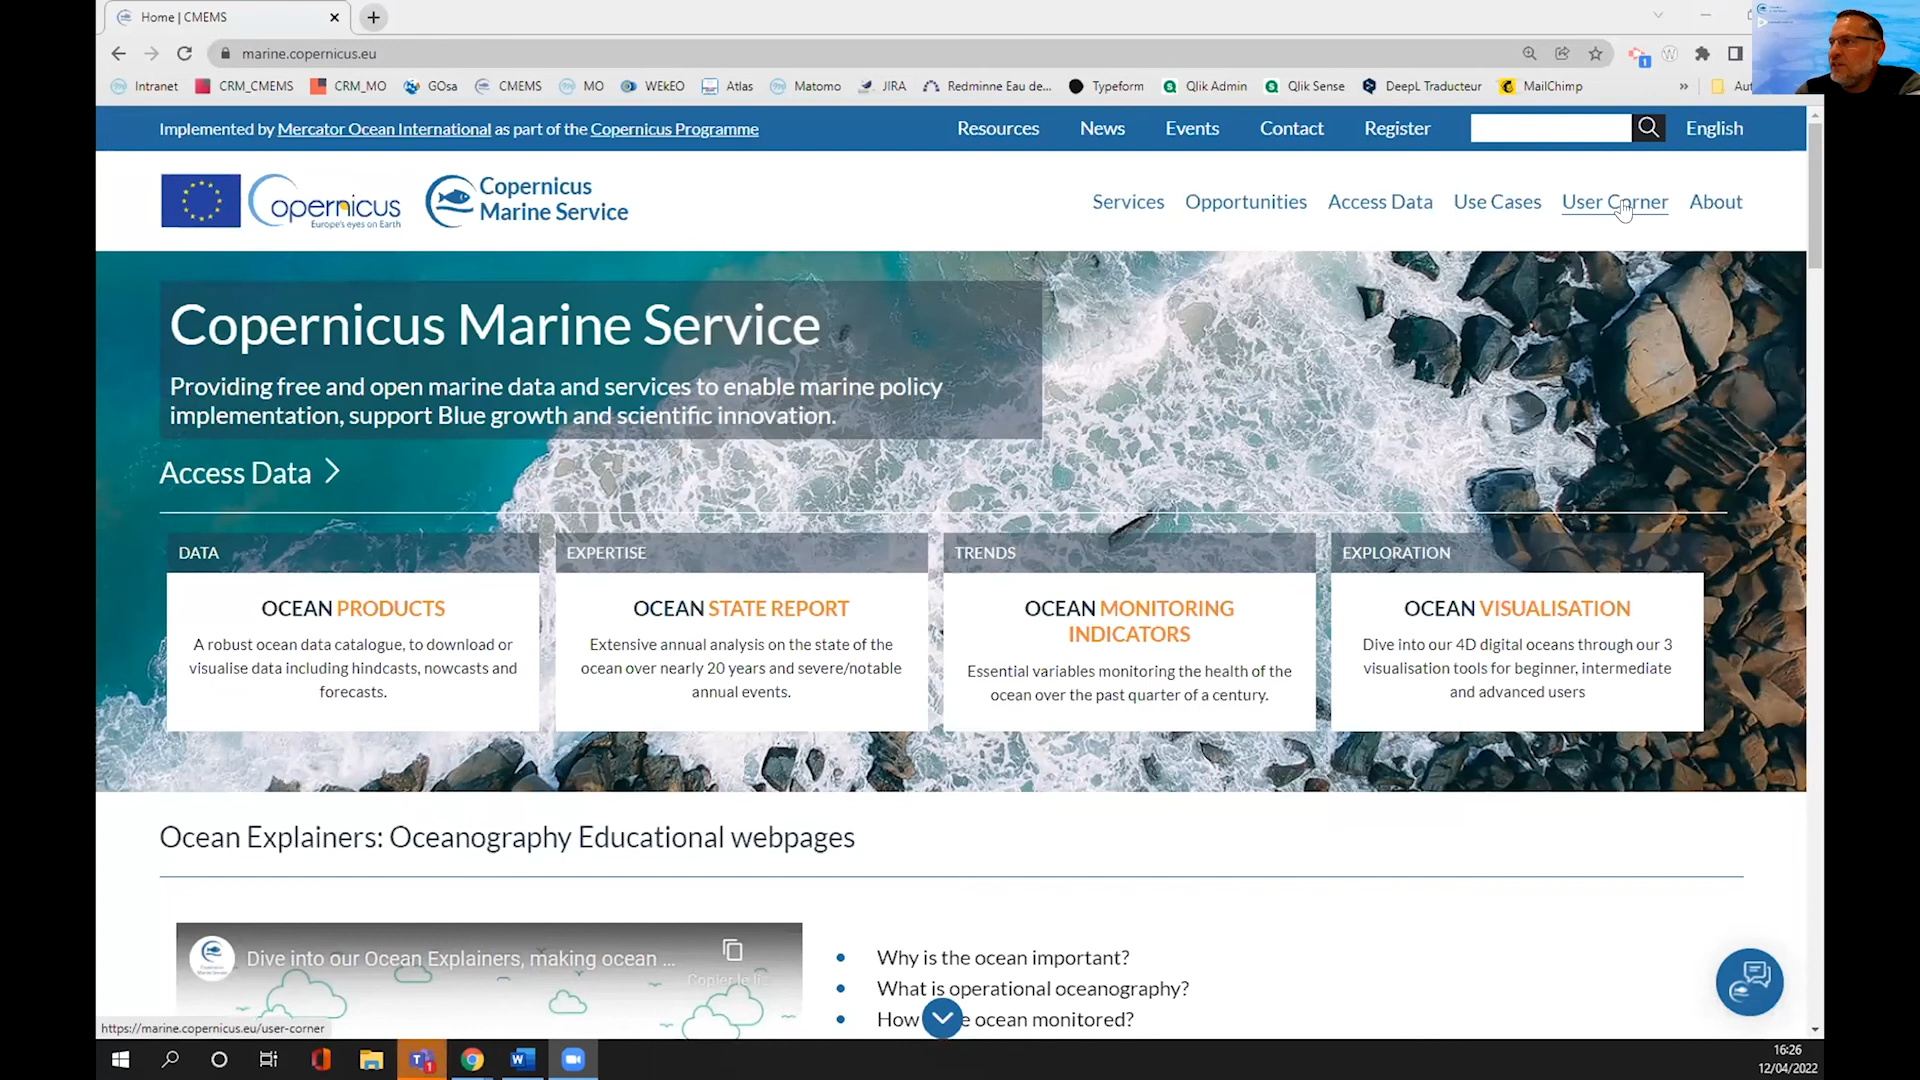 Home | CMEMS
marine.copernicus.eu
Intranet CRM_CMEMS CRM_MO GOsa CMEMS MO WEkEO Atlas Matomo JIRA Redminne Eau de... Typeform Qlik Admin Qlik Sense DeepL Traducteur MailChimp » Aut
Implemented by Mercator Ocean International as part of the Copernicus Programme
Resources News Events Contact Register English
opernicus
Europe's eyes on Earth
Copernicus
Marine Service
Services Opportunities Access Data Use Cases User Corner About
Copernicus Marine Service
Providing free and open marine data and services to enable marine policy
implementation, support Blue growth and scientific innovation.
Access Data
DATA
OCEAN PRODUCTS
A robust ocean data catalogue, to download or
visualise data including hindcasts, nowcasts and
forecasts.
EXPERTISE
OCEAN STATE REPORT
Extensive annual analysis on the state of the
ocean over nearly 20 years and severe/notable
annual events.
TRENDS
OCEAN MONITORING
INDICATORS
Essential variables monitoring the health of the
ocean over the past quarter of a century.
EXPLORATION
OCEAN VISUALISATION
Dive into our 4D digital oceans through our 3
visualisation tools for beginner, intermediate
and advanced users
Ocean Explainers: Oceanography Educational webpages
Dive into our Ocean Explainers, making ocean ...
Copier le li
Why is the ocean important?
What is operational oceanography?
How e ocean monitored?
https://marine.copernicus.eu/user-corner
16:26
12/04/2022